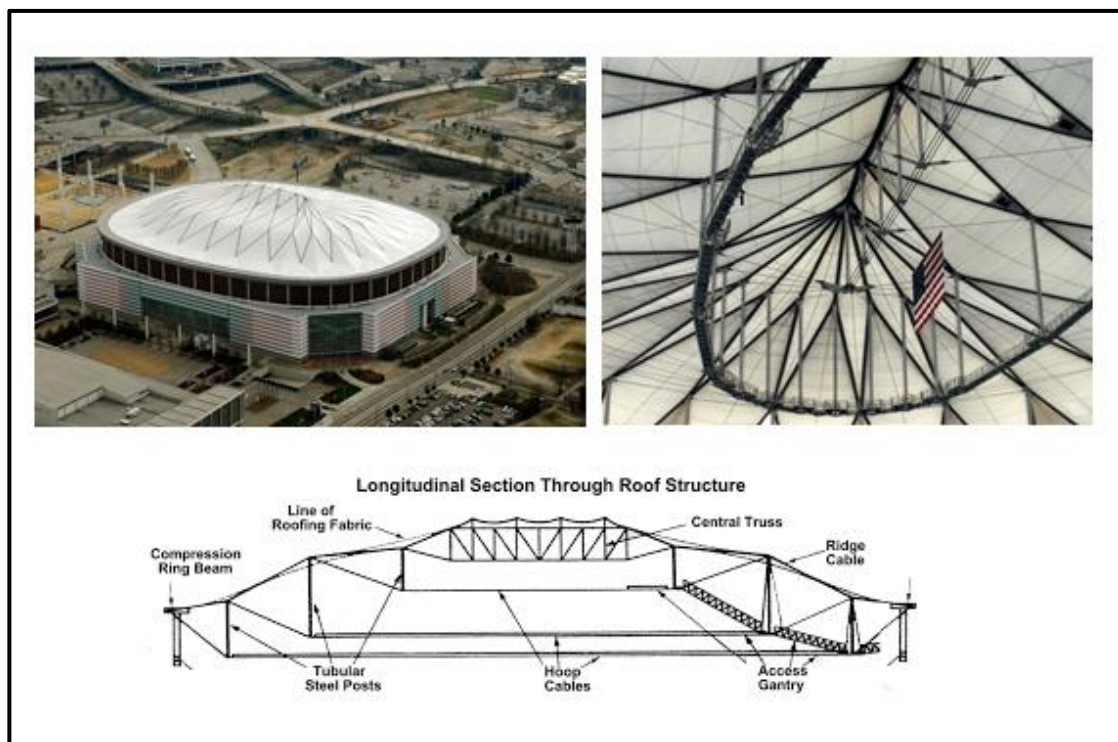 Longitudinal Section Through Roof Structure
Line of
Roofing Fabric
Central Truss
Compression
Ring Beam
Ridge
Cable
Tubular
Steel Posts
Hoop
Cables
Access
Gantry